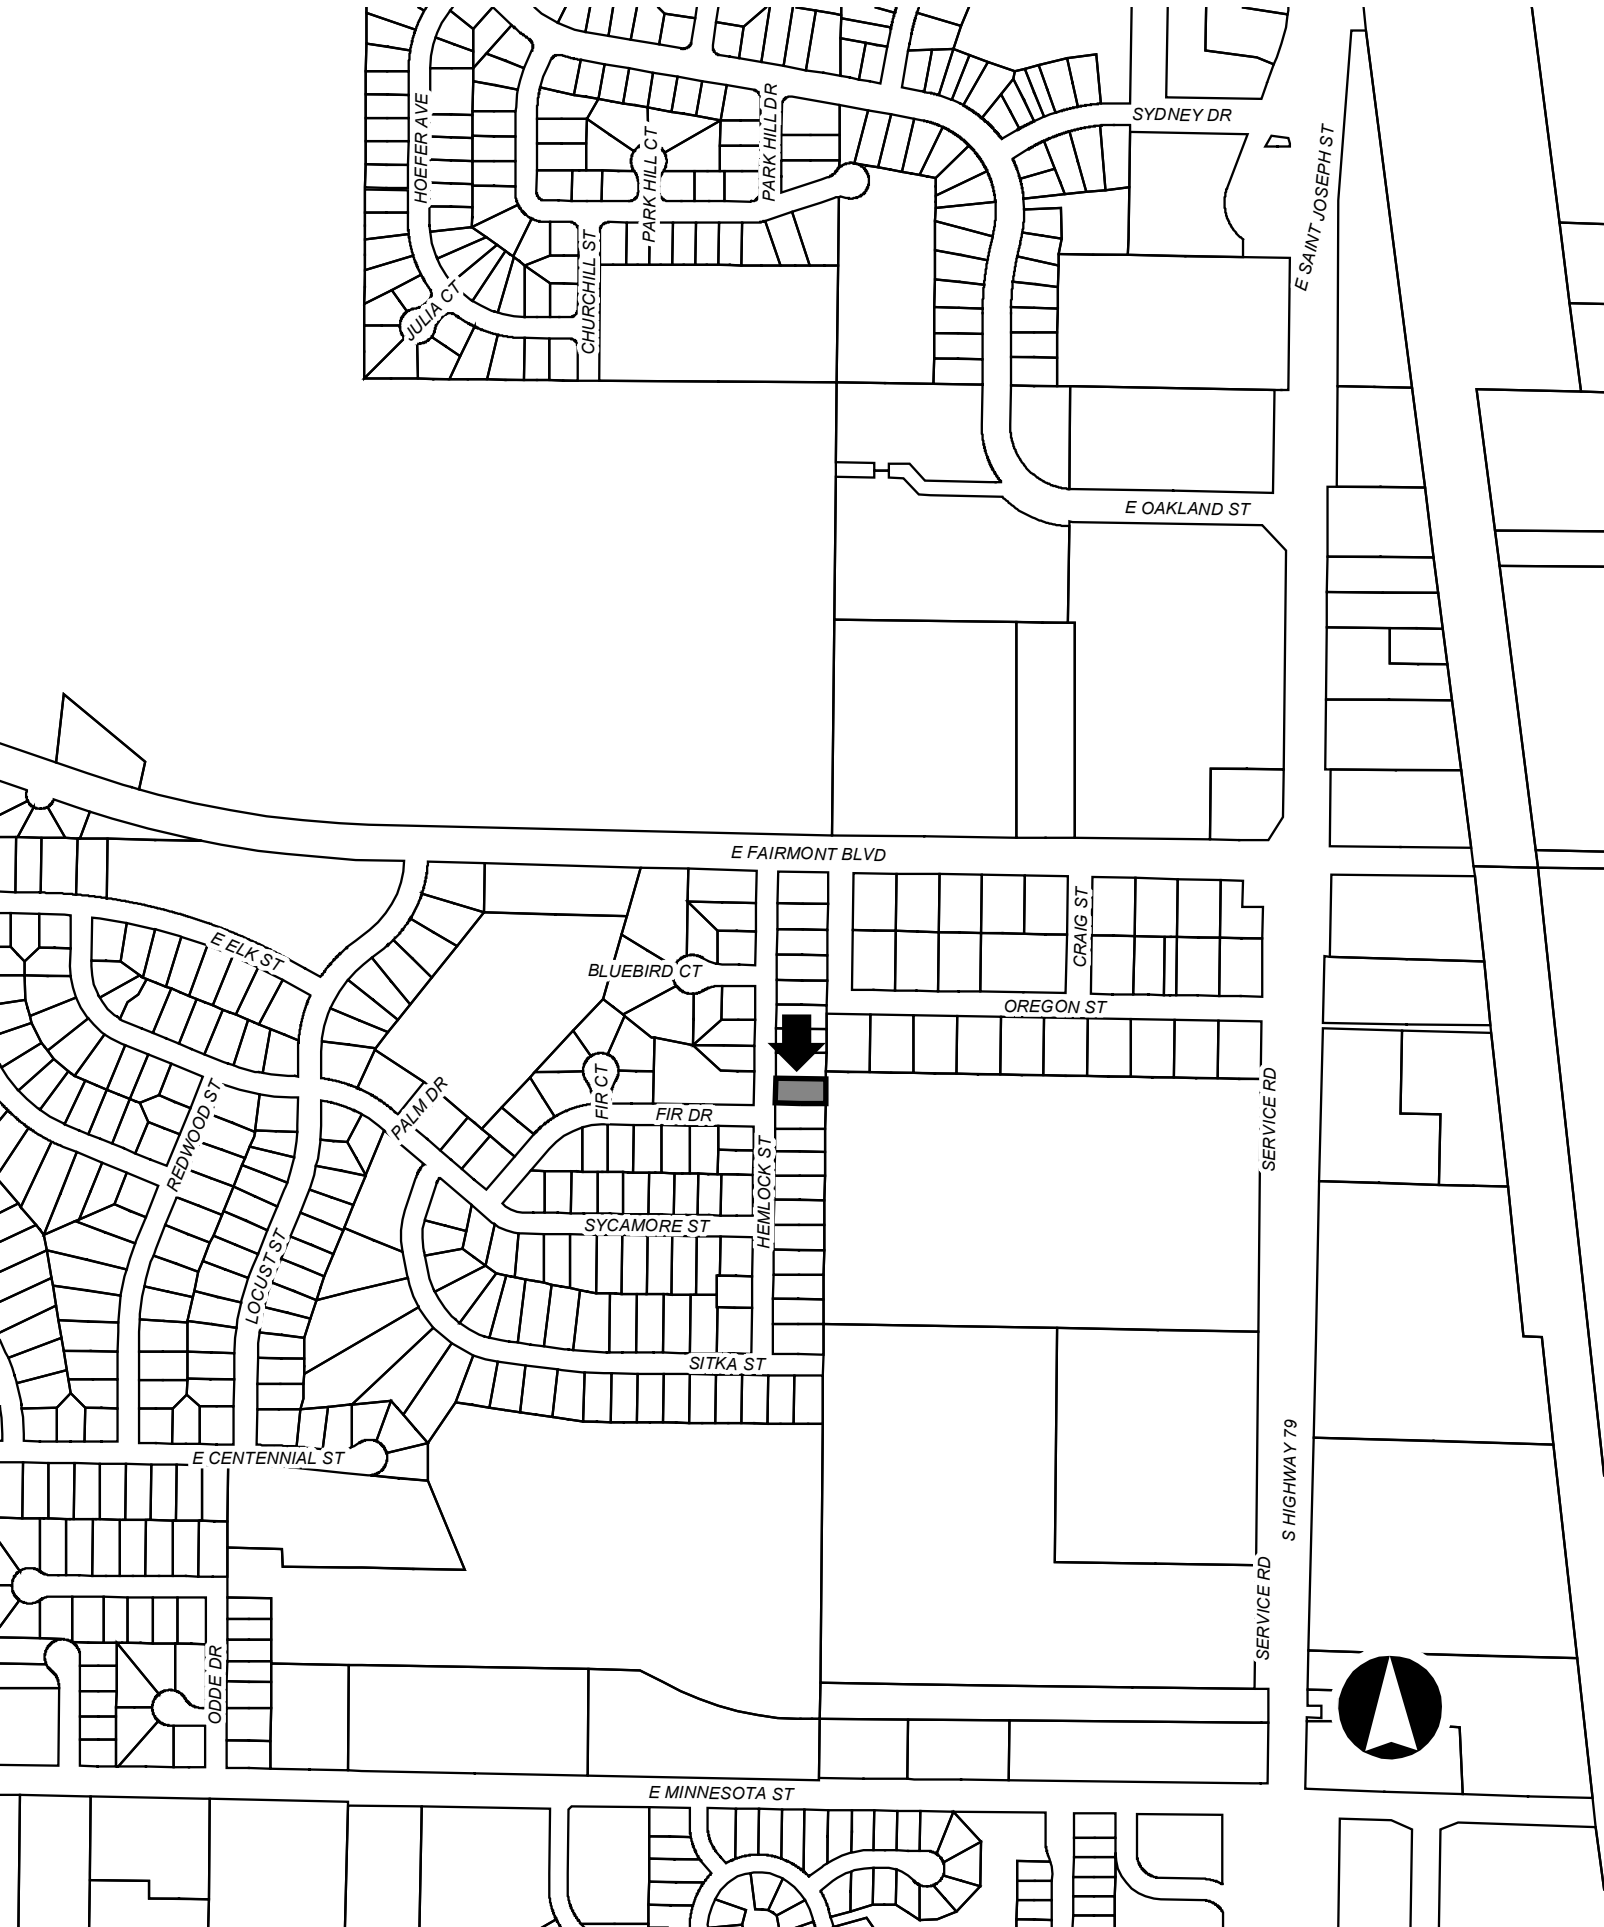 SYDNEY DR
HOEFER AVE
PARK HILL DR
PARK HILL CT
E SAINT JOSEPH ST
CHURCHILL ST
JULIA CT
E OAKLAND ST
E FAIRMONT BLVD
CRAIG ST
E ELK ST
BLUEBIRD CT
OREGON ST
FIR CT
SERVICE RD
PALM DR
FIR DR
REDWOOD ST
HEMLOCK ST
SYCAMORE ST
LOCUST ST
SITKA ST
E CENTENNIAL ST
S HIGHWAY 79
SERVICE RD
ODDE DR
E MINNESOTA ST